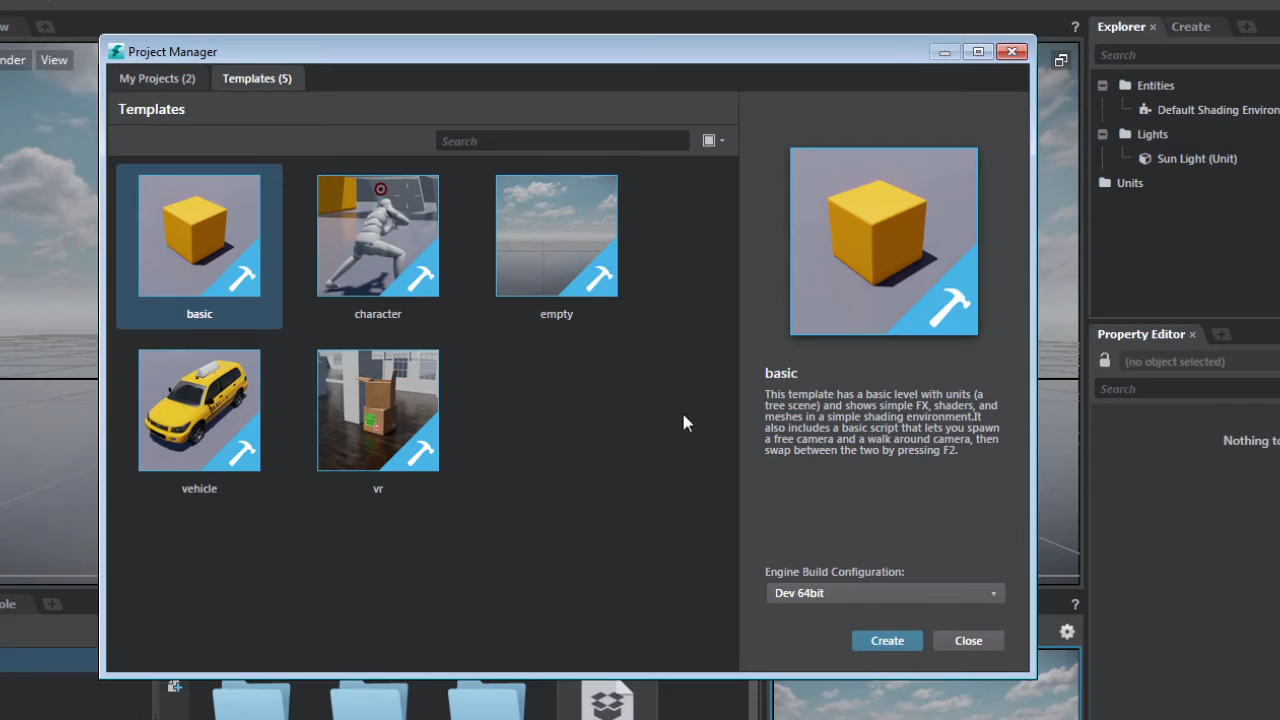 w
?
Explorer ×
Create
nder
View
Project Manager
My Projects (2)
Templates (5)
Templates
Search
basic
character
empty
vehicle
vr
basic
This template has a basic level with units (a
tree scene) and shows simple FX, shaders, and
meshes in a simple shading environment.It
also includes a basic script that lets you spawn
a free camera and a walk around camera, then
swap between the two by pressing F2.
Engine Build Configuration:
Dev 64bit
Create
Close
Search
Entities
Default Shading Environ
Lights
Sun Light (Unit)
Units
Property Editor ×
(no object selected)
Search
Nothing to
ole
?